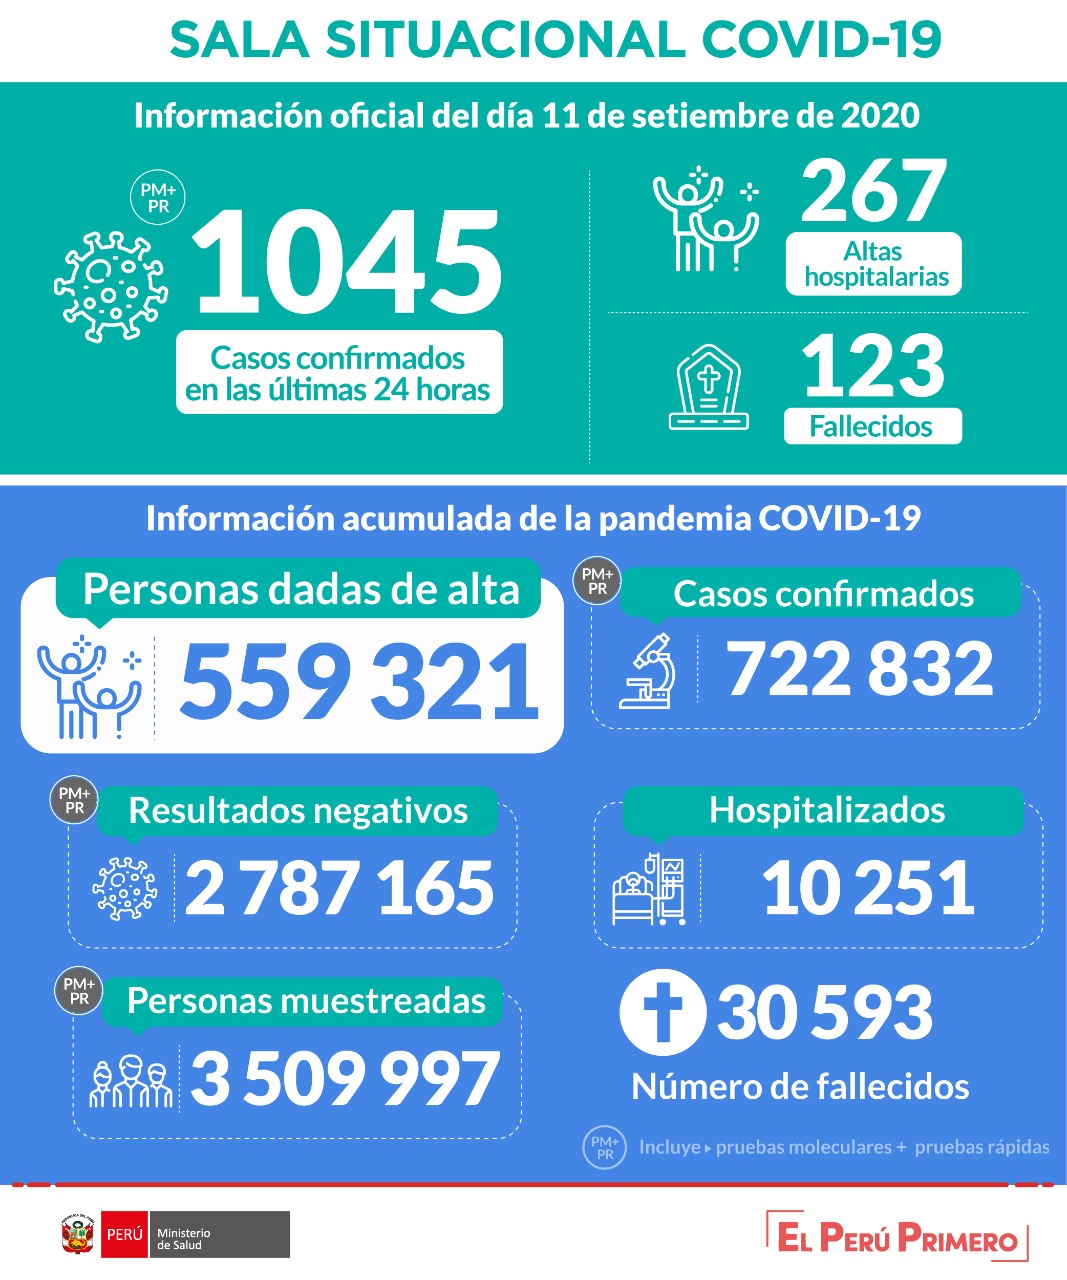 SALA SITUACIONAL COVID-19
Información oficial del día 11 de setiembre de 2020
PM+
PR
1045
Casos confirmados
en las últimas 24 horas
267
Altas
hospitalarias
123
Fallecidos
Información acumulada de la pandemia COVID-19
Personas dadas de alta
559 321
PM+
PR
Casos confirmados
722 832
PM+
PR
Resultados negativos
2 787 165
Hospitalizados
10 251
PM+
PR
Personas muestreadas
3 509 997
30 593
Número de fallecidos
PM+
PR
Incluye ▸ pruebas moleculares + pruebas rápidas
PERÚ
Ministerio
de Salud
EL PERÚ PRIMERO